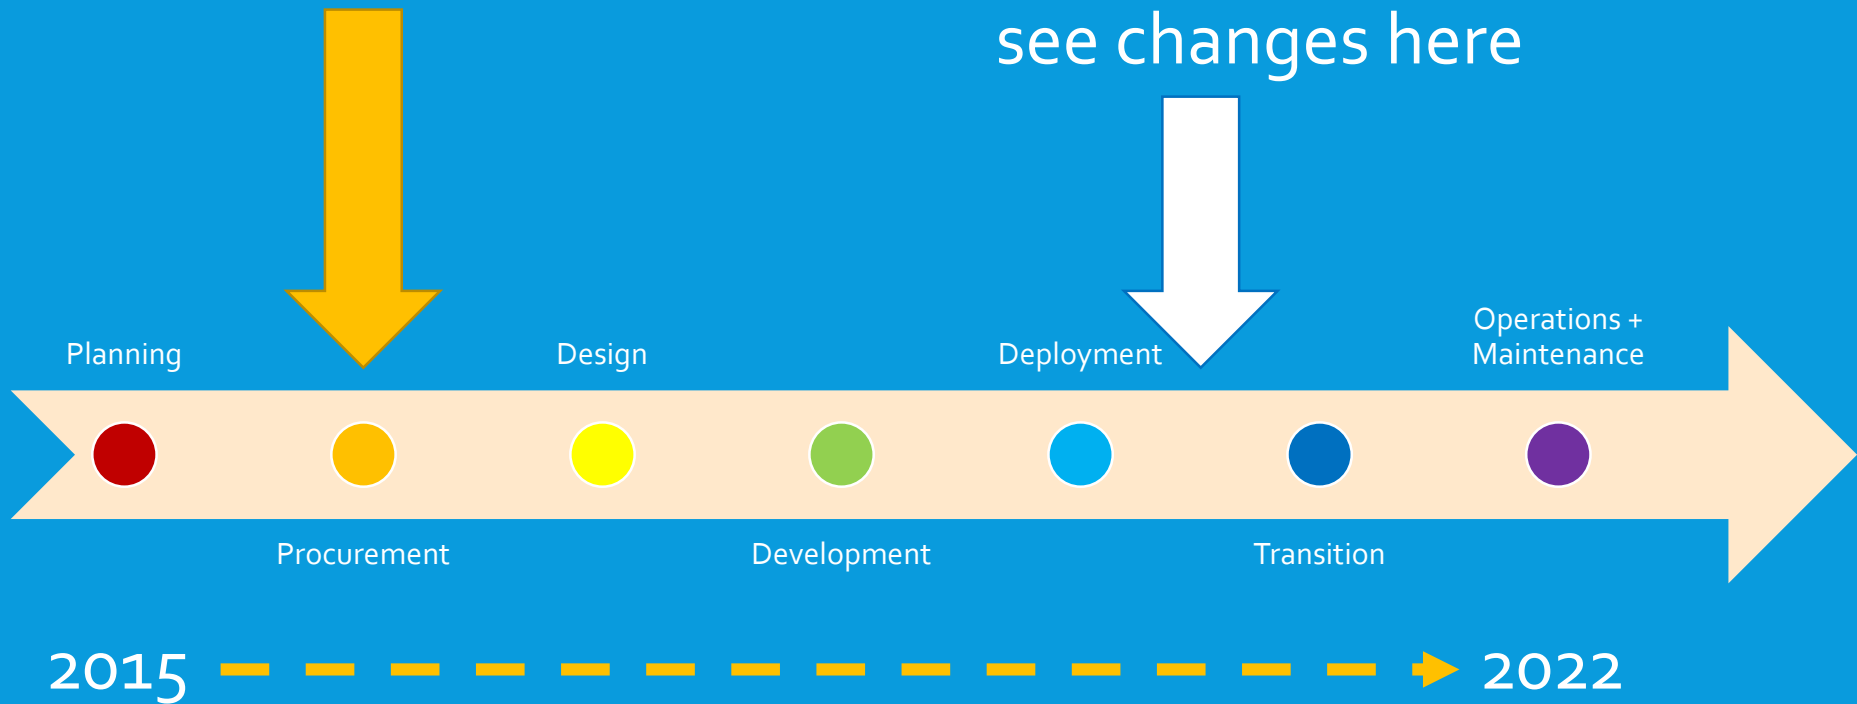 see changes here
Operations +
Planning
Design
Deployment
Maintenance
Procurement
Development
Transition
2015
2022